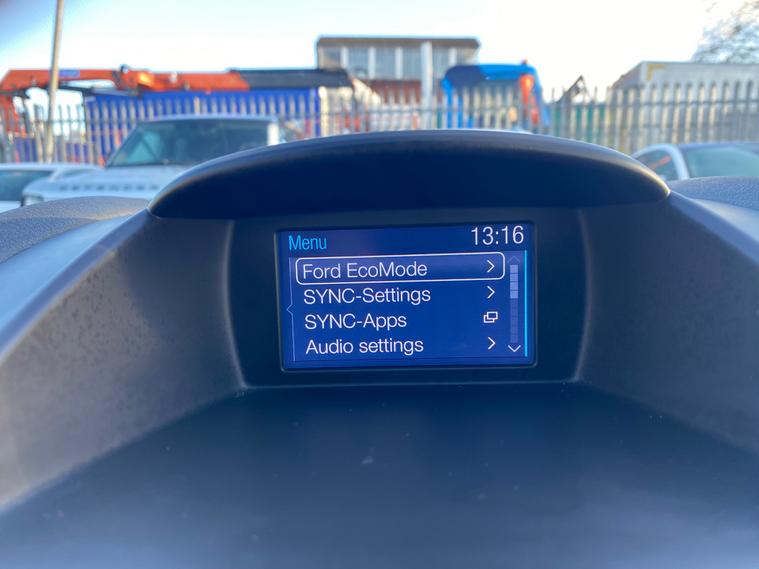 Menu 13:16
Ford EcoMode
SYNC-Settings
SYNC-Apps
Audio settings